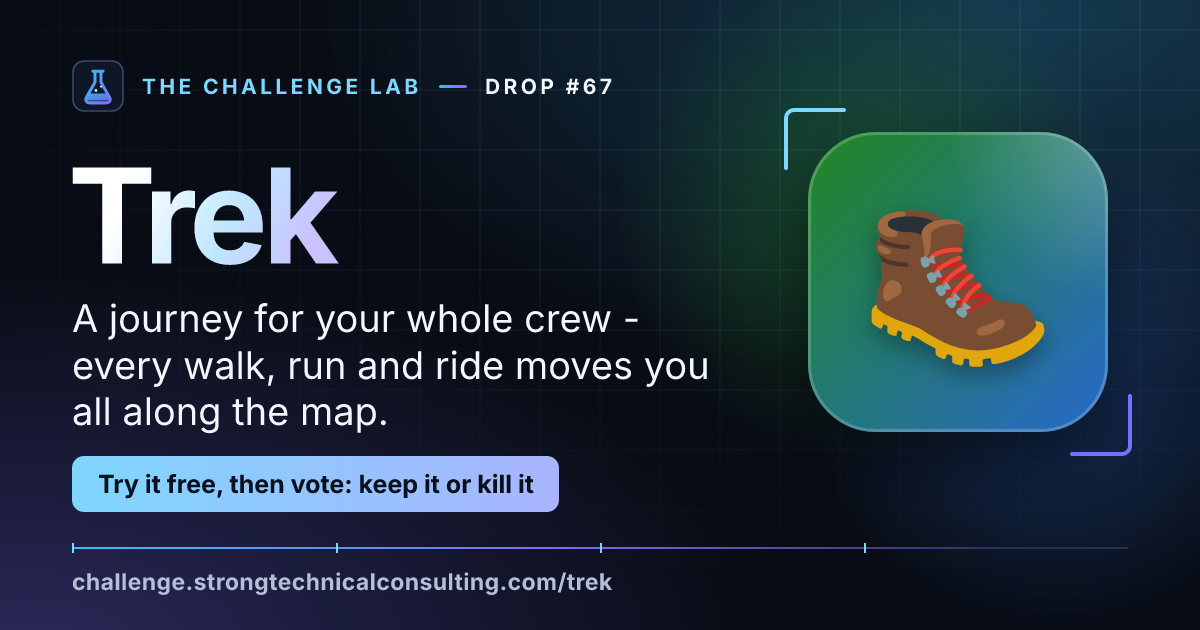 THE CHALLENGE LAB — DROP #67
Trek
A journey for your whole crew -
every walk, run and ride moves you
all along the map.
Try it free, then vote: keep it or kill it
challenge.strongtechnicalconsulting.com/trek